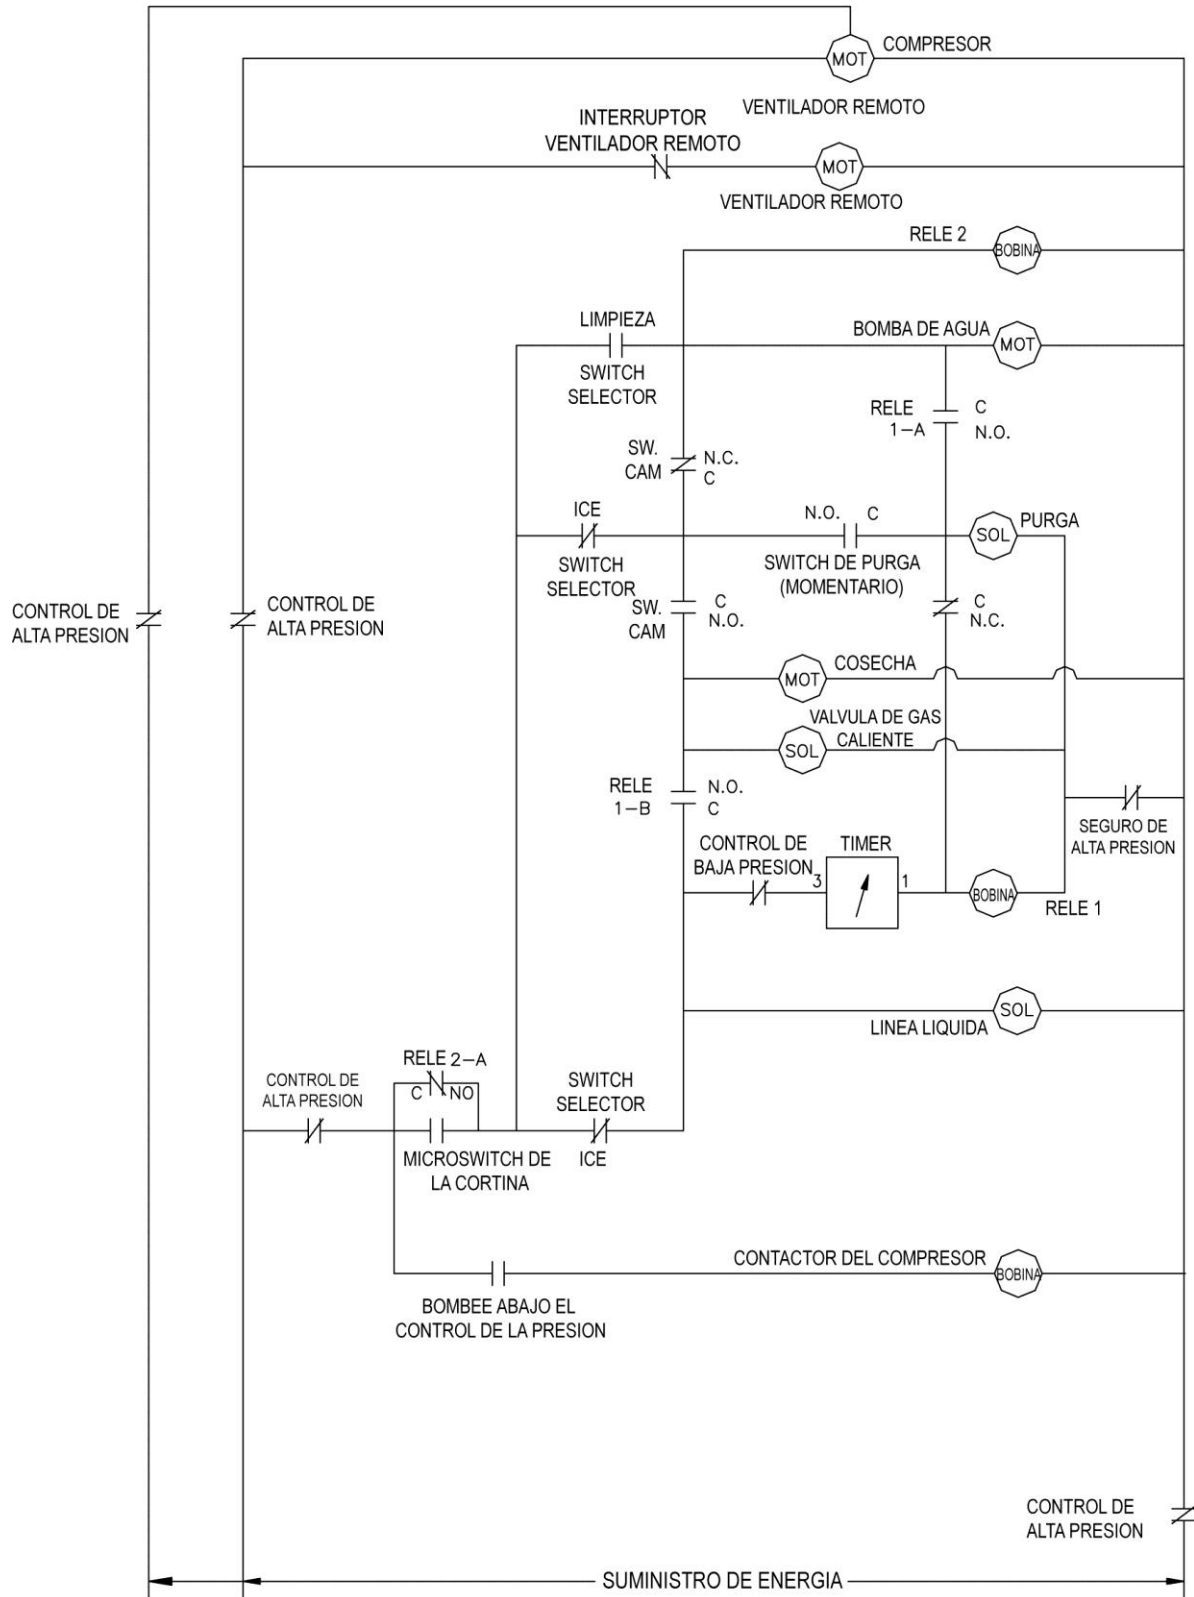 MOT
COMPRESOR
VENTILADOR REMOTO
INTERRUPTOR
VENTILADOR REMOTO
MOT
VENTILADOR REMOTO
RELE 2
BOBINA
LIMPIEZA
SWITCH
SELECTOR
BOMBA DE AGUA
MOT
RELE
1-A
C
N.O.
SW.
CAM
N.C.
C
ICE
SWITCH
SELECTOR
N.O. C
SWITCH DE PURGA
(MOMENTARIO)
SOL
PURGA
CONTROL DE
ALTA PRESION
CONTROL DE
ALTA PRESION
SW.
CAM
C
N.O.
C
N.C.
MOT
COSECHA
VALVULA DE GAS
CALIENTE
SOL
RELE
1-B
N.O.
C
SEGURO DE
ALTA PRESION
CONTROL DE
BAJA PRESION
TIMER
3
1
BOBINA
RELE 1
SOL
LINEA LIQUIDA
CONTROL DE
ALTA PRESION
RELE 2-A
C NO
MICROSWITCH DE
LA CORTINA
SWITCH
SELECTOR
ICE
CONTACTOR DEL COMPRESOR
BOBINA
BOMBEE ABAJO EL
CONTROL DE LA PRESION
CONTROL DE
ALTA PRESION
SUMINISTRO DE ENERGIA